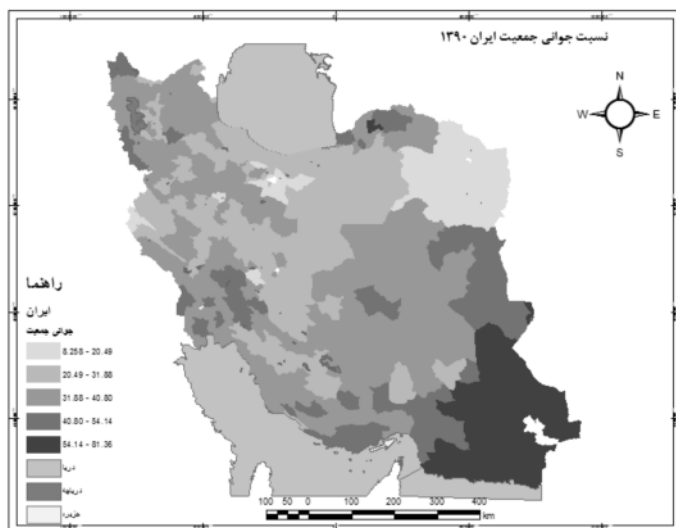 نسبت جوانی جمعیت ایران ۱۳۹۰
N
W E
S
راهنما
ایران
جوانی جمعیت
8.258 - 20.49
20.49 - 31.88
31.88 - 40.80
40.80 - 54.14
54.14 - 81.36
دریا
دریاچه
جزیره
100 50 0 100 200 300 400
km